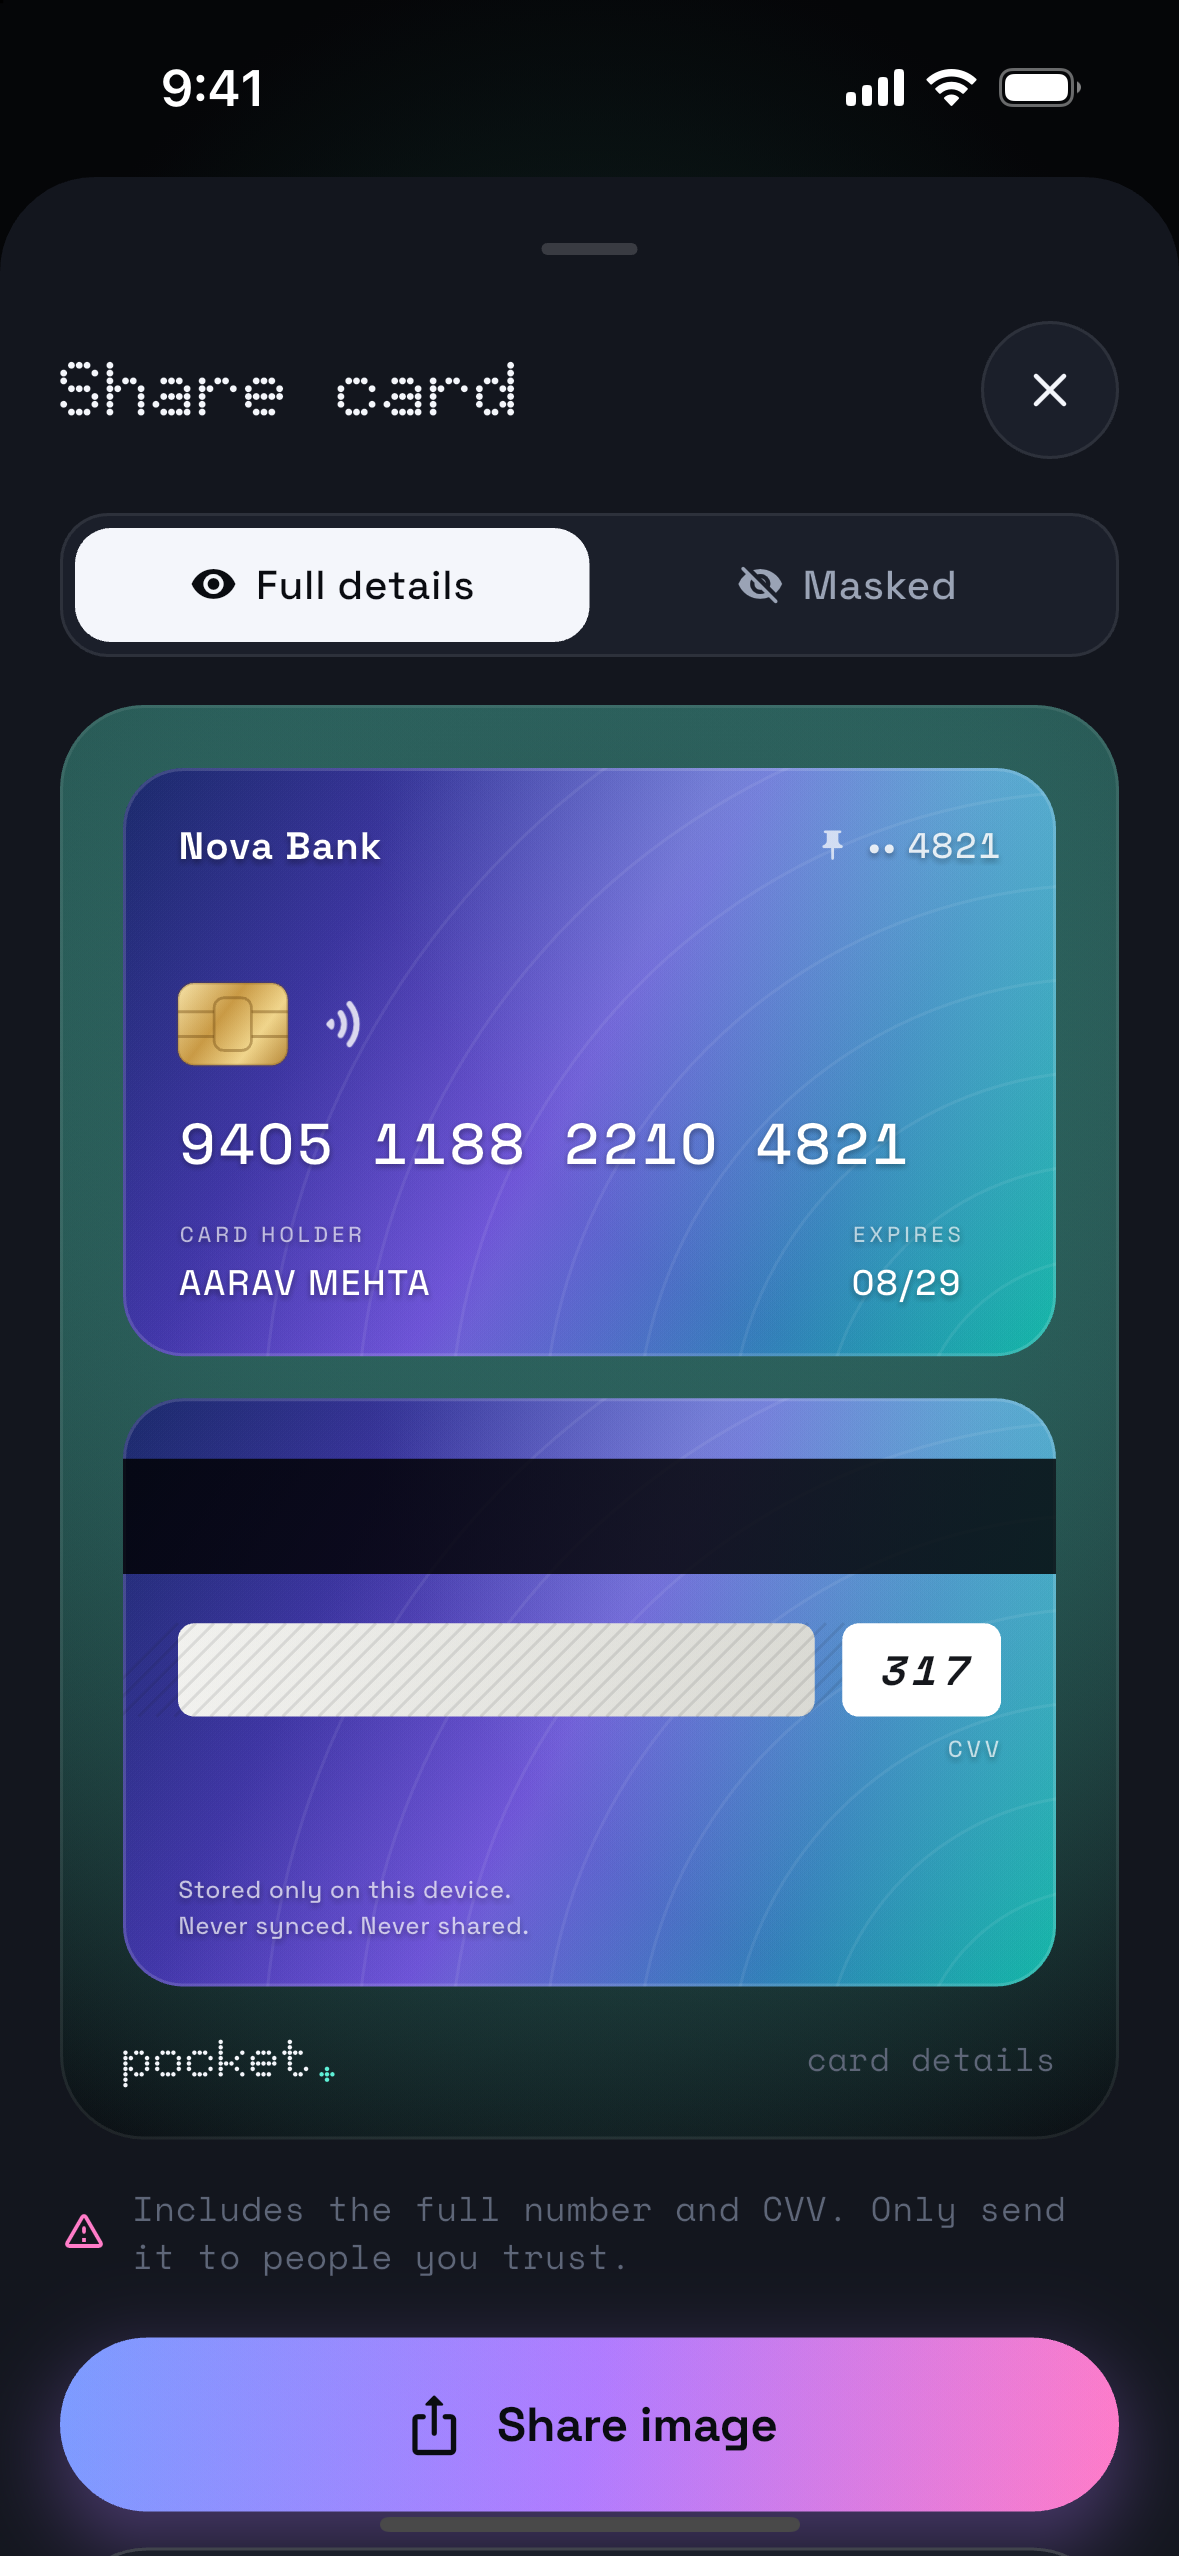 9:41
Share card
Full details
Masked
Nova Bank
•• 4821
9405 1188 2210 4821
CARD HOLDER
EXPIRES
AARAV MEHTA
08/29
317
CVV
Stored only on this device.
Never synced. Never shared.
pocket.
card details
Includes the full number and CVV. Only send
it to people you trust.
Share image